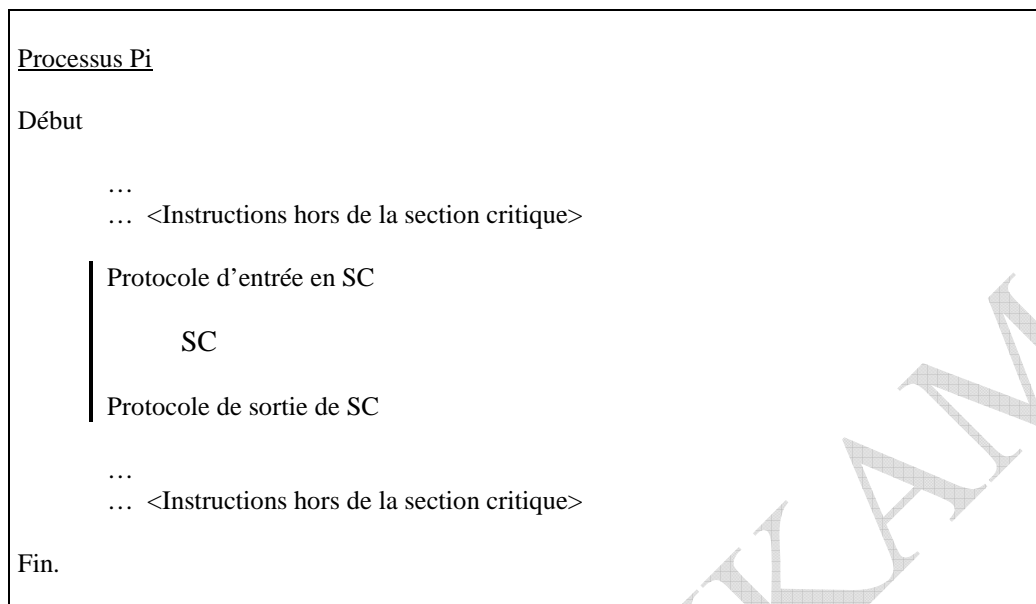 Processus Pi
Début
…
… <Instructions hors de la section critique>
Protocole d’entrée en SC
SC
Protocole de sortie de SC
…
… <Instructions hors de la section critique>
Fin.
KAM